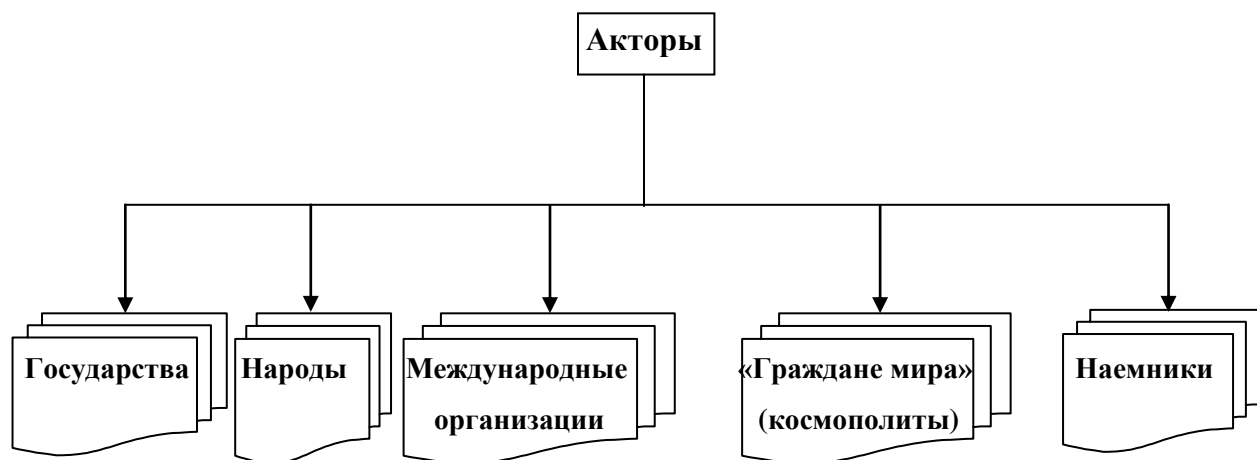 Акторы
Государства
Народы
Международные
организации
«Граждане мира»
(космополиты)
Наемники